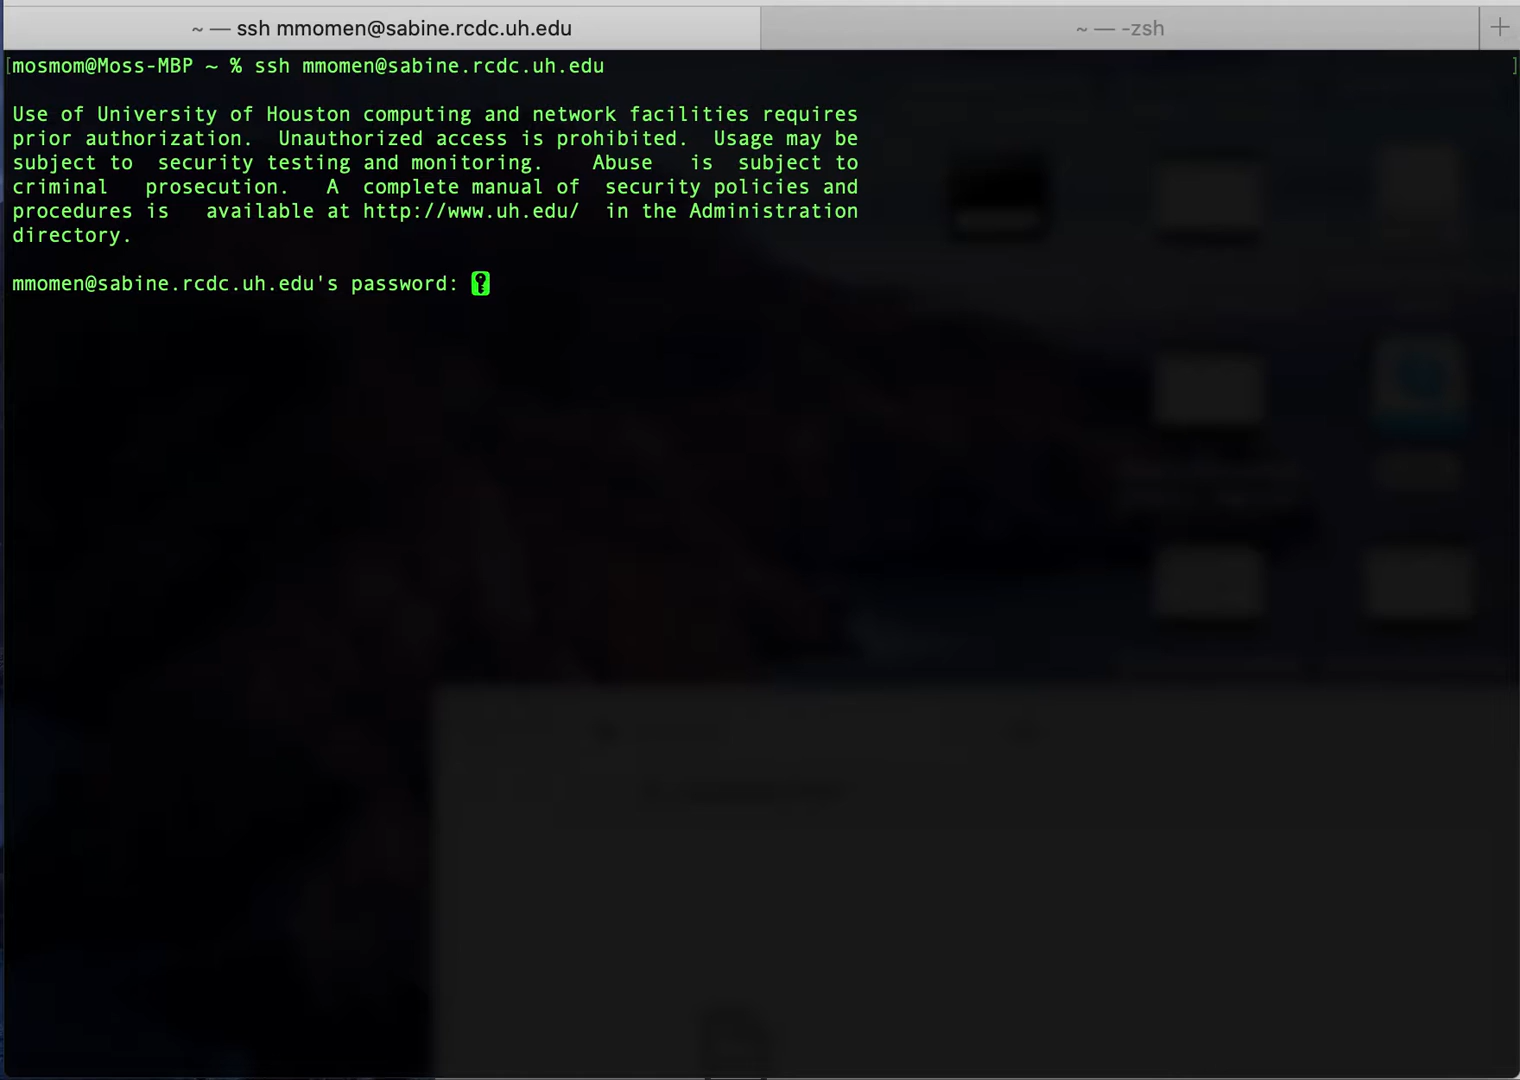 ~ — ssh mmomen@sabine.rcdc.uh.edu
~ — -zsh
[mosmom@Moss-MBP ~ % ssh mmomen@sabine.rcdc.uh.edu ]
Use of University of Houston computing and network facilities requires
prior authorization.  Unauthorized access is prohibited.  Usage may be
subject to  security testing and monitoring.   Abuse   is  subject to
criminal   prosecution.   A  complete manual of  security policies and
procedures is   available at http://www.uh.edu/  in the Administration
directory.
mmomen@sabine.rcdc.uh.edu's password: